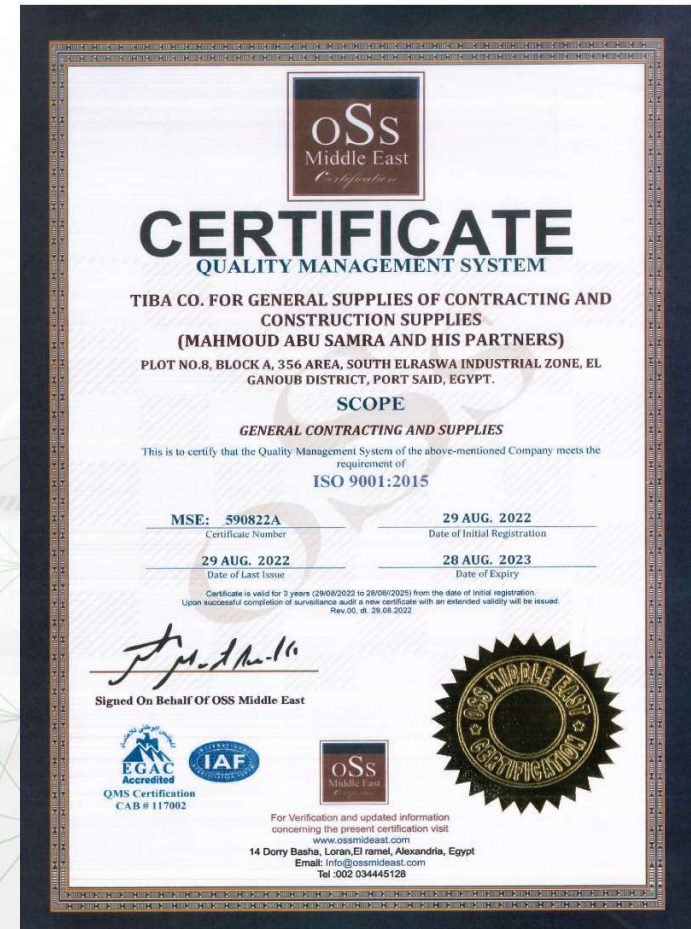 oSs
Middle East
Certification
CERTIFICATE
QUALITY MANAGEMENT SYSTEM
TIBA CO. FOR GENERAL SUPPLIES OF CONTRACTING AND
CONSTRUCTION SUPPLIES
(MAHMOUD ABU SAMRA AND HIS PARTNERS)
PLOT NO.8, BLOCK A, 356 AREA, SOUTH ELRASWA INDUSTRIAL ZONE, EL
GANOUB DISTRICT, PORT SAID, EGYPT.
SCOPE
GENERAL CONTRACTING AND SUPPLIES
This is to certify that the Quality Management System of the above-mentioned Company meets the
requirement of
ISO 9001:2015
MSE: 590822A
Certificate Number
29 AUG. 2022
Date of Initial Registration
29 AUG. 2022
Date of Last Issue
28 AUG. 2023
Date of Expiry
Certificate is valid for 3 years (29/08/2022 to 28/08/2025) from the date of Initial registration.
Upon successful completion of surveillance audit a new certificate with an extended validity will be issued.
Rev.00, dt. 29.08.2022
Signed On Behalf Of OSS Middle East
EGAC
Accredited
QMS Certification
CAB # 117002
IAF
oSs
Middle East
For Verification and updated information
concerning the present certification visit
www.ossmideast.com
14 Dorry Basha, Loran,El ramel, Alexandria, Egypt
Email: Info@ossmideast.com
Tel :002 034445128
OSS MIDDLE EAST
CERTIFICATION